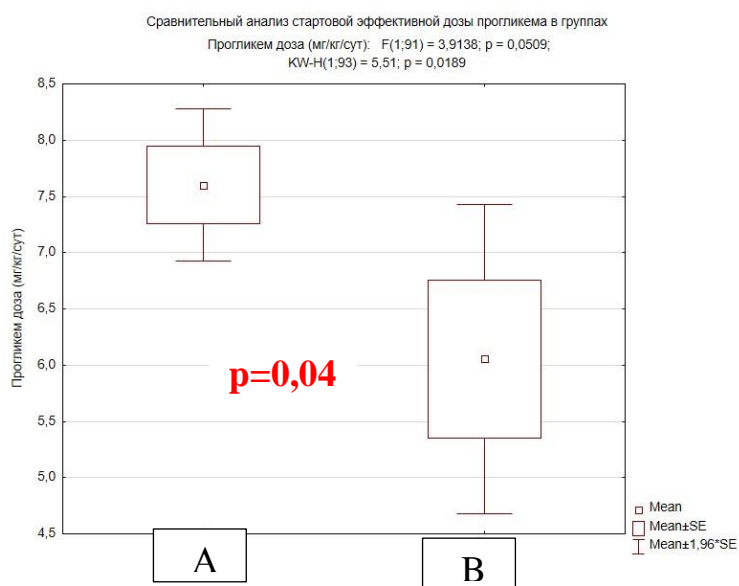 Сравнительный анализ стартовой эффективной дозы прогликема в группах
Прогликем доза (мг/кг/сут): F(1;91) = 3,9138; p = 0,0509;
KW-H(1;93) = 5,51; p = 0,0189
Прогликем доза (мг/кг/сут)
8,5
8,0
7,5
7,0
6,5
6,0
5,5
5,0
4,5
p=0,04
A
B
Mean
Mean±SE
Mean±1,96*SE